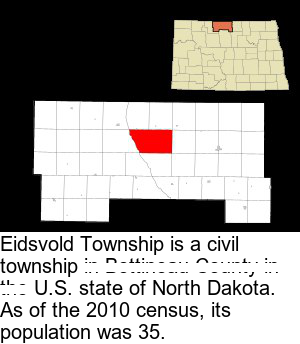 Eidsvold Township is a civil
township in Bottineau County in
the U.S. state of North Dakota.
As of the 2010 census, its
population was 35.